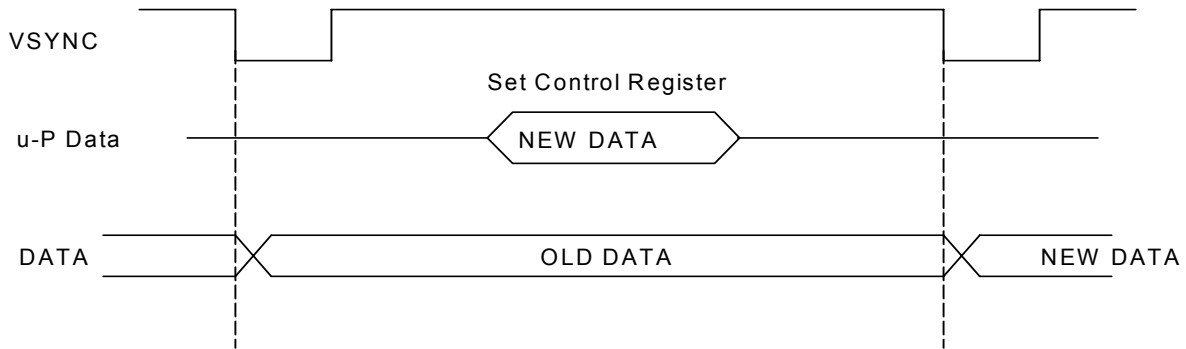 VSYNC
Set Control Register
u-P Data
NEW DATA
DATA
OLD DATA
NEW DATA